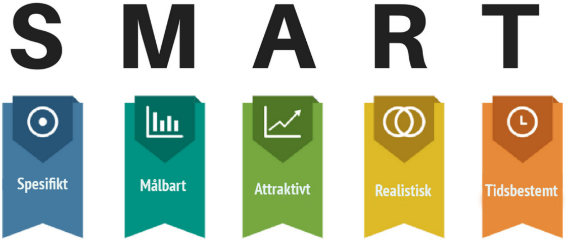 S M A R T
Spesifikt Målbart Attraktivt Realistisk Tidsbestemt